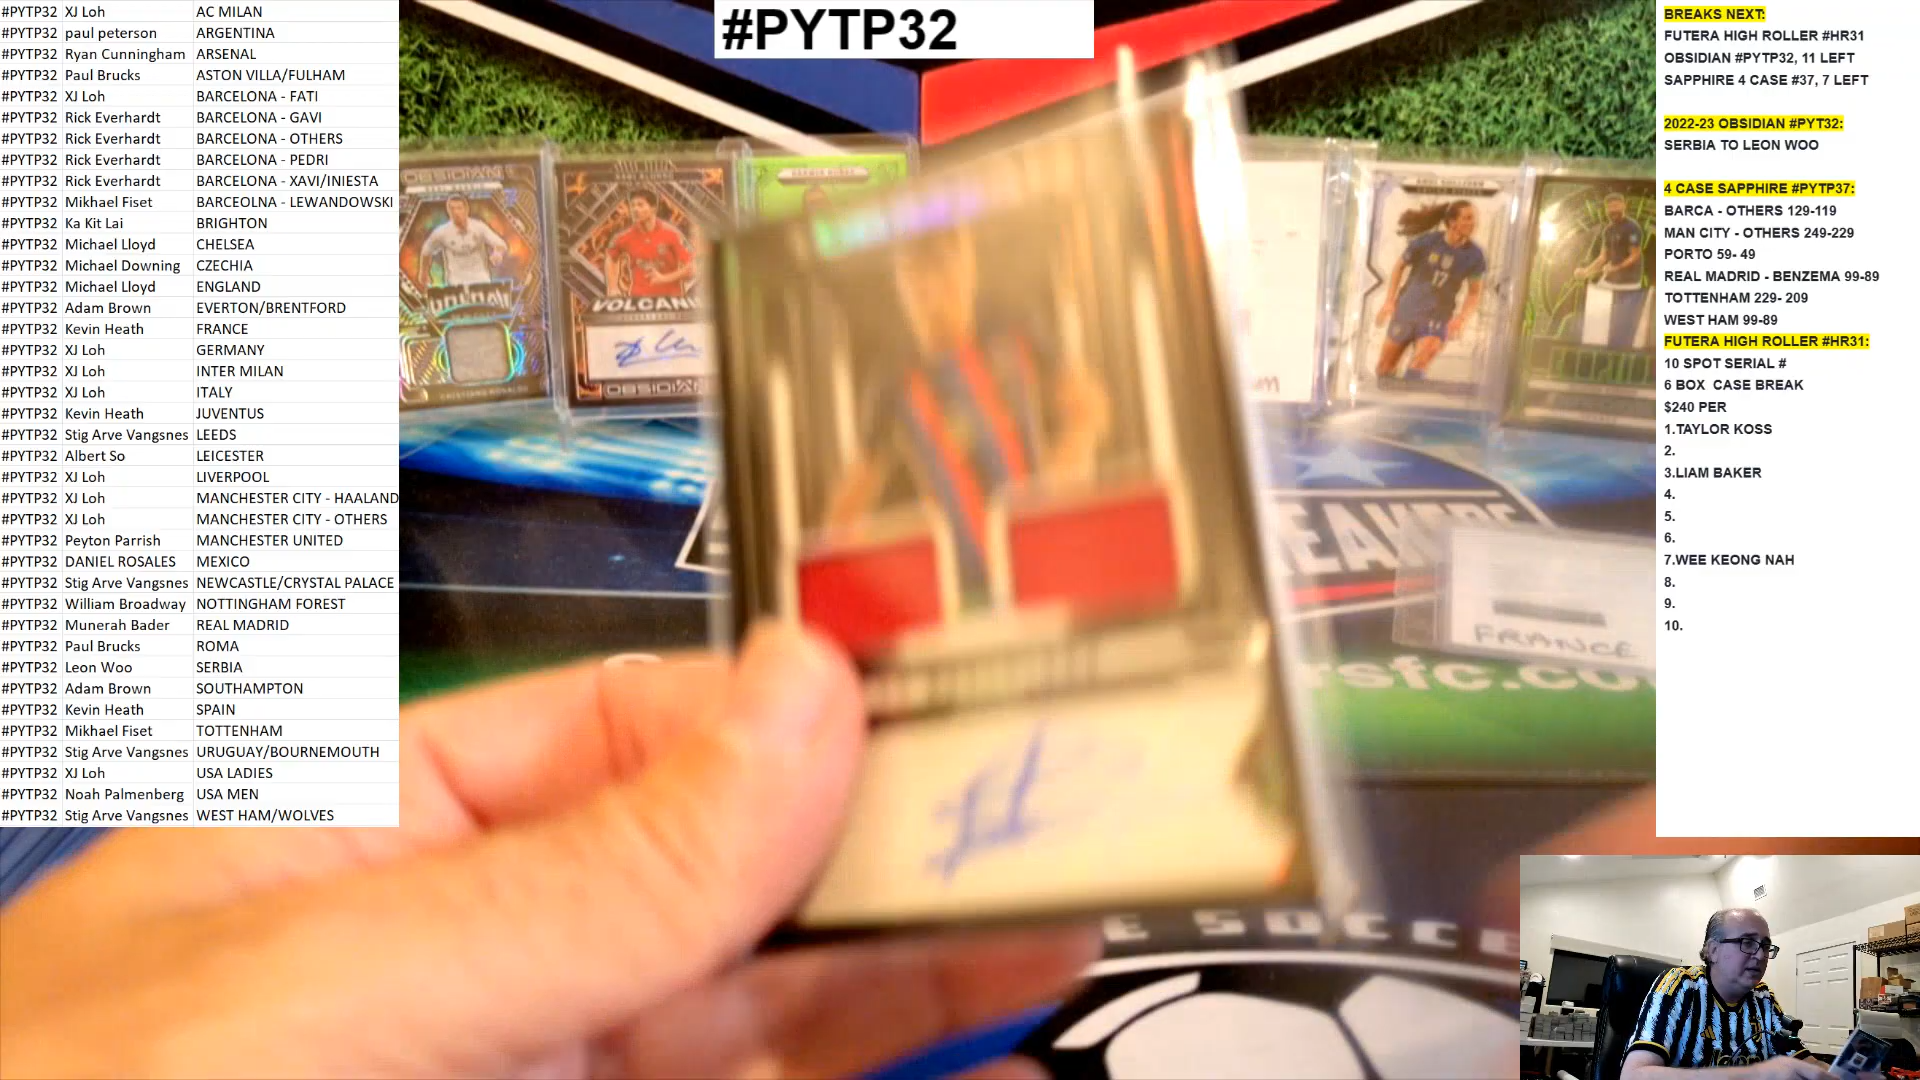 #PYTP32
#PYTP32 XJ Loh AC MILAN
#PYTP32 paul peterson ARGENTINA
#PYTP32 Ryan Cunningham ARSENAL
#PYTP32 Paul Brucks ASTON VILLA/FULHAM
#PYTP32 XJ Loh BARCELONA - FATI
#PYTP32 Rick Everhardt BARCELONA - GAVI
#PYTP32 Rick Everhardt BARCELONA - OTHERS
#PYTP32 Rick Everhardt BARCELONA - PEDRI
#PYTP32 Rick Everhardt BARCELONA - XAVI/INIESTA
#PYTP32 Mikhael Fiset BARCEOLNA - LEWANDOWSKI
#PYTP32 Ka Kit Lai BRIGHTON
#PYTP32 Michael Lloyd CHELSEA
#PYTP32 Michael Downing CZECHIA
#PYTP32 Michael Lloyd ENGLAND
#PYTP32 Adam Brown EVERTON/BRENTFORD
#PYTP32 Kevin Heath FRANCE
#PYTP32 XJ Loh GERMANY
#PYTP32 XJ Loh INTER MILAN
#PYTP32 XJ Loh ITALY
#PYTP32 Kevin Heath JUVENTUS
#PYTP32 Stig Arve Vangsnes LEEDS
#PYTP32 Albert So LEICESTER
#PYTP32 XJ Loh LIVERPOOL
#PYTP32 XJ Loh MANCHESTER CITY - HAALAND
#PYTP32 XJ Loh MANCHESTER CITY - OTHERS
#PYTP32 Peyton Parrish MANCHESTER UNITED
#PYTP32 DANIEL ROSALES MEXICO
#PYTP32 Stig Arve Vangsnes NEWCASTLE/CRYSTAL PALACE
#PYTP32 William Broadway NOTTINGHAM FOREST
#PYTP32 Munerah Bader REAL MADRID
#PYTP32 Paul Brucks ROMA
#PYTP32 Leon Woo SERBIA
#PYTP32 Adam Brown SOUTHAMPTON
#PYTP32 Kevin Heath SPAIN
#PYTP32 Mikhael Fiset TOTTENHAM
#PYTP32 Stig Arve Vangsnes URUGUAY/BOURNEMOUTH
#PYTP32 XJ Loh USA LADIES
#PYTP32 Noah Palmenberg USA MEN
#PYTP32 Stig Arve Vangsnes WEST HAM/WOLVES
OBSIDIAN
VOLCANI
OBSIDIAN
17
FRANCE
E SOCCE
BREAKS NEXT:
FUTERA HIGH ROLLER #HR31
OBSIDIAN #PYTP32, 11 LEFT
SAPPHIRE 4 CASE #37, 7 LEFT
2022-23 OBSIDIAN #PYT32:
SERBIA TO LEON WOO
4 CASE SAPPHIRE #PYTP37:
BARCA - OTHERS 129-119
MAN CITY - OTHERS 249-229
PORTO 59- 49
REAL MADRID - BENZEMA 99-89
TOTTENHAM 229- 209
WEST HAM 99-89
FUTERA HIGH ROLLER #HR31:
10 SPOT SERIAL #
6 BOX CASE BREAK
$240 PER
1.TAYLOR KOSS
2.
3.LIAM BAKER
4.
5.
6.
7.WEE KEONG NAH
8.
9.
10.